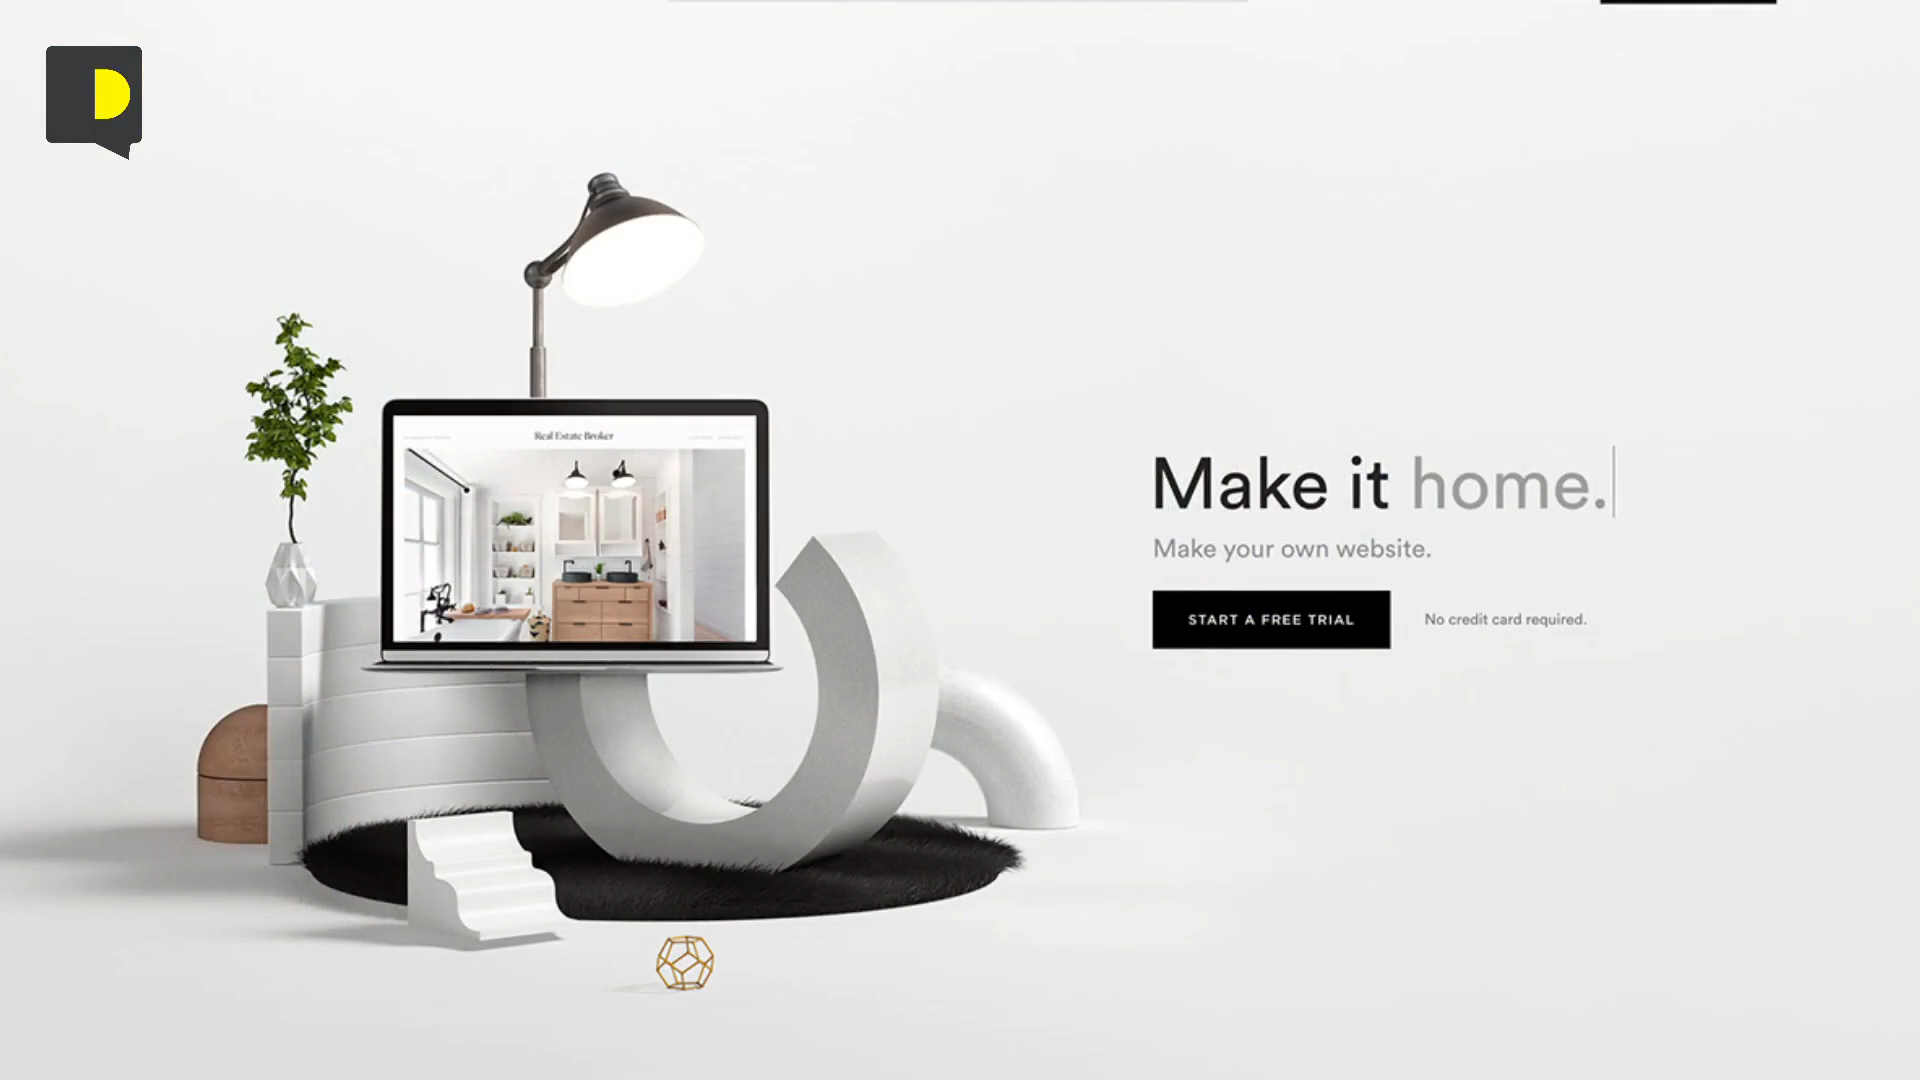 D
Real Estate Broker
Make it home.
Make your own website.
START A FREE TRIAL
No credit card required.